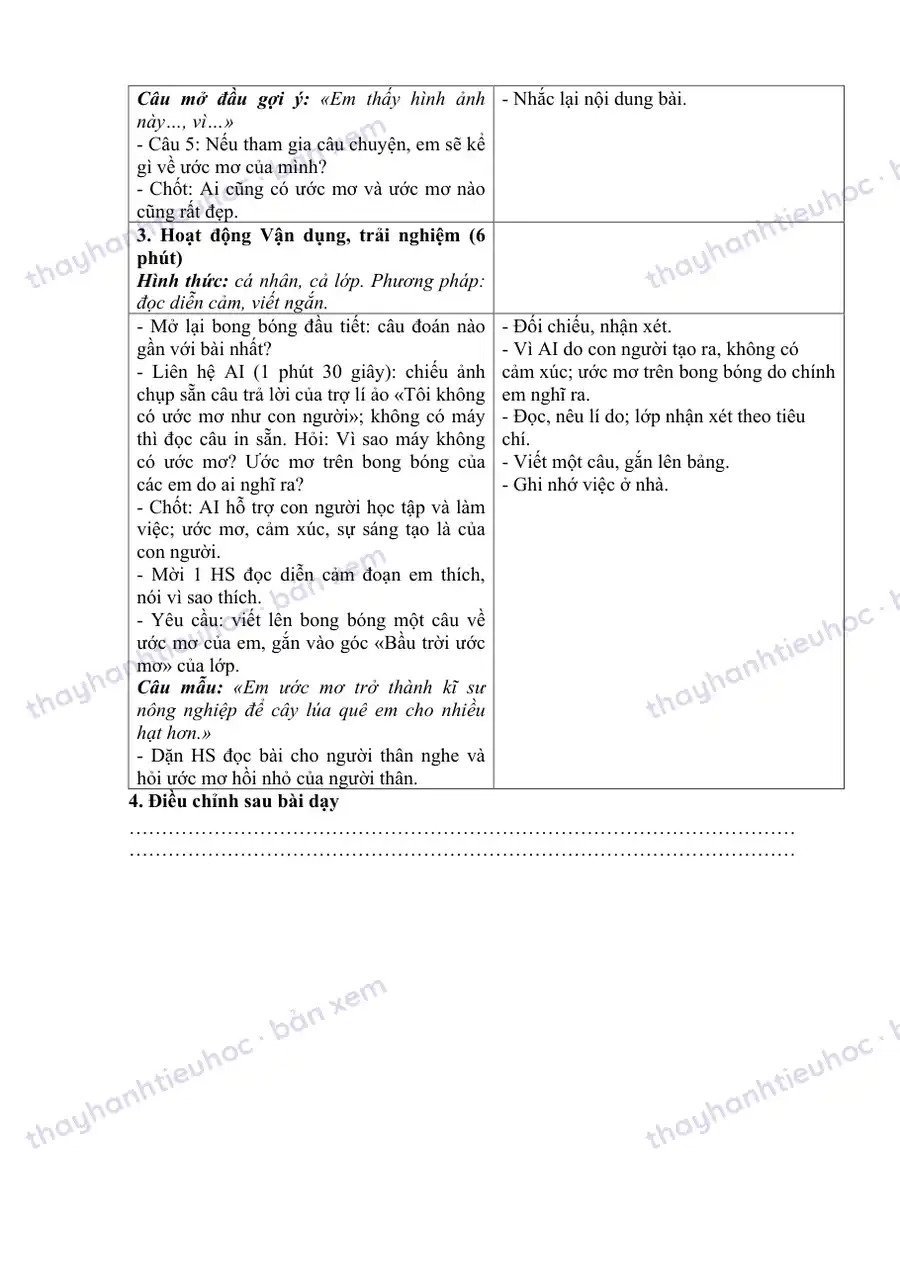 Câu mở đầu gợi ý: «Em thấy hình ảnh
này…, vì…»
- Câu 5: Nếu tham gia câu chuyện, em sẽ kể
gì về ước mơ của mình?
- Chốt: Ai cũng có ước mơ và ước mơ nào
cũng rất đẹp.
- Nhắc lại nội dung bài.
3. Hoạt động Vận dụng, trải nghiệm (6
phút)
Hình thức: cá nhân, cả lớp. Phương pháp:
đọc diễn cảm, viết ngắn.
- Mở lại bong bóng đầu tiết: câu đoán nào
gần với bài nhất?
- Liên hệ AI (1 phút 30 giây): chiếu ảnh
chụp sẵn câu trả lời của trợ lí ảo «Tôi không
có ước mơ như con người»; không có máy
thì đọc câu in sẵn. Hỏi: Vì sao máy không
có ước mơ? Ước mơ trên bong bóng của
các em do ai nghĩ ra?
- Chốt: AI hỗ trợ con người học tập và làm
việc; ước mơ, cảm xúc, sự sáng tạo là của
con người.
- Mời 1 HS đọc diễn cảm đoạn em thích,
nói vì sao thích.
- Yêu cầu: viết lên bong bóng một câu về
ước mơ của em, gắn vào góc «Bầu trời ước
mơ» của lớp.
Câu mẫu: «Em ước mơ trở thành kĩ sư
nông nghiệp để cây lúa quê em cho nhiều
hạt hơn.»
- Dặn HS đọc bài cho người thân nghe và
hỏi ước mơ hồi nhỏ của người thân.
- Đối chiếu, nhận xét.
- Vì AI do con người tạo ra, không có
cảm xúc; ước mơ trên bong bóng do chính
em nghĩ ra.
- Đọc, nêu lí do; lớp nhận xét theo tiêu
chí.
- Viết một câu, gắn lên bảng.
- Ghi nhớ việc ở nhà.
4. Điều chỉnh sau bài dạy
……………………………………………………………………………………………
……………………………………………………………………………………………
thayhanhtieuhoc · bản xem
thayhanhtieuhoc · b
thayhanhtieuhoc · bản xem
thayhanhtieuhoc · b
thayhanhtieuhoc · bản xem
thayhanhtieuhoc · b